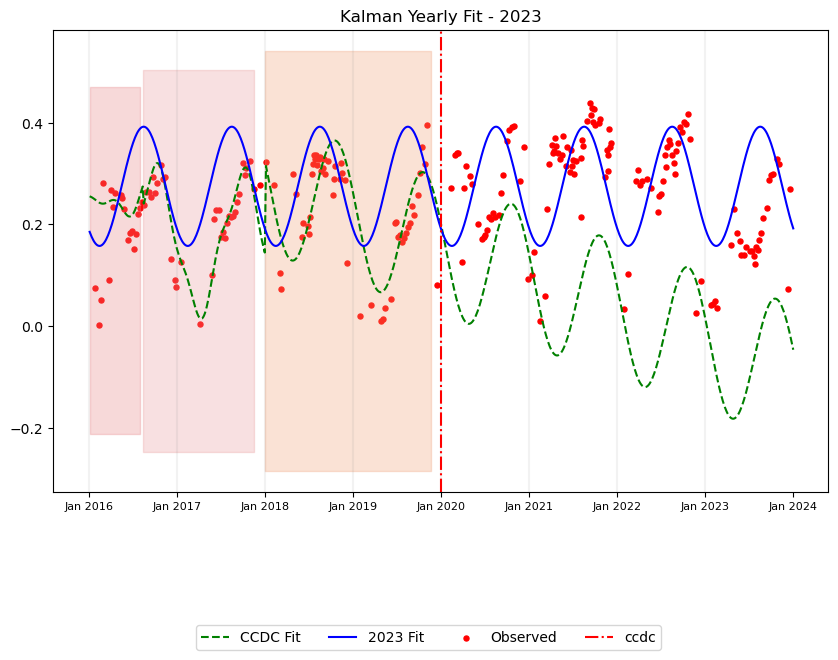 Kalman Yearly Fit - 2023
0.4
0.2
0.0
−0.2
Jan 2016 Jan 2017 Jan 2018 Jan 2019 Jan 2020 Jan 2021 Jan 2022 Jan 2023 Jan 2024
CCDC Fit 2023 Fit Observed ccdc